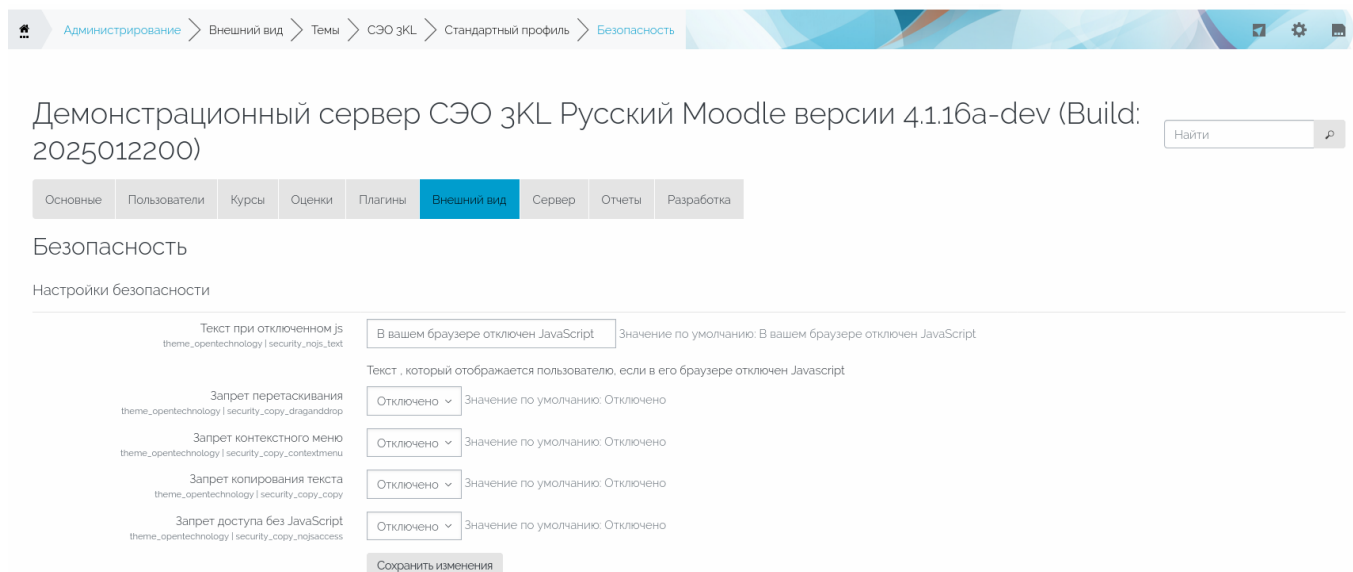 Администрирование Внешний вид Темы СЭО 3KL Стандартный профиль Безопасность
Демонстрационный сервер СЭО 3KL Русский Moodle версии 4.1.16a-dev (Build:
2025012200)
Найти
Основные Пользователи Курсы Оценки Плагины Внешний вид Сервер Отчеты Разработка
Безопасность
Настройки безопасности
Текст при отключенном js
theme_opentechnology | security_nojs_text
В вашем браузере отключен JavaScript Значение по умолчанию: В вашем браузере отключен JavaScript
Текст , который отображается пользователю, если в его браузере отключен Javascript
Запрет перетаскивания
theme_opentechnology | security_copy_draganddrop
Отключено Значение по умолчанию: Отключено
Запрет контекстного меню
theme_opentechnology | security_copy_contextmenu
Отключено Значение по умолчанию: Отключено
Запрет копирования текста
theme_opentechnology | security_copy_copy
Отключено Значение по умолчанию: Отключено
Запрет доступа без JavaScript
theme_opentechnology | security_copy_nojsaccess
Отключено Значение по умолчанию: Отключено
Сохранить изменения